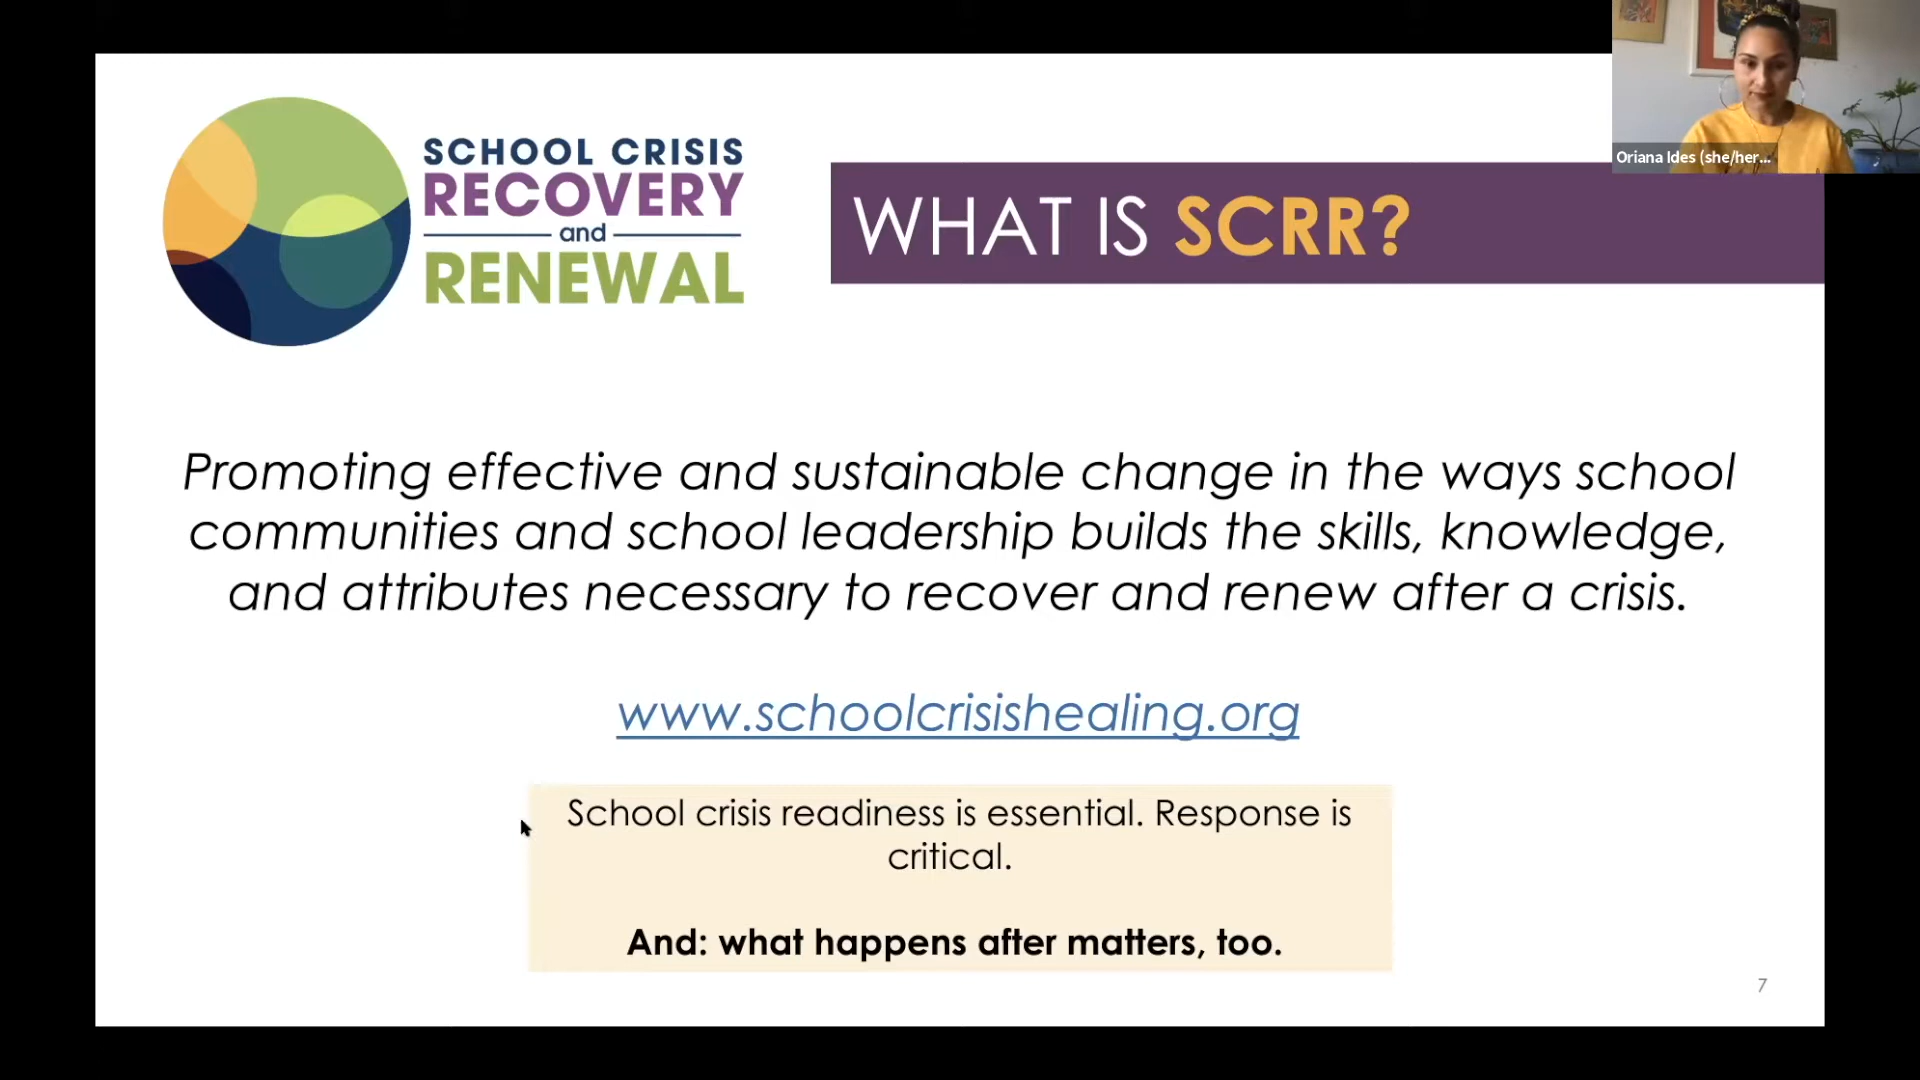 SCHOOL CRISIS
RECOVERY
and
RENEWAL
WHAT IS SCRR?
Oriana Ides (she/her...
Promoting effective and sustainable change in the ways school
communities and school leadership builds the skills, knowledge,
and attributes necessary to recover and renew after a crisis.
www.schoolcrisishealing.org
School crisis readiness is essential. Response is
critical.
And: what happens after matters, too.
7